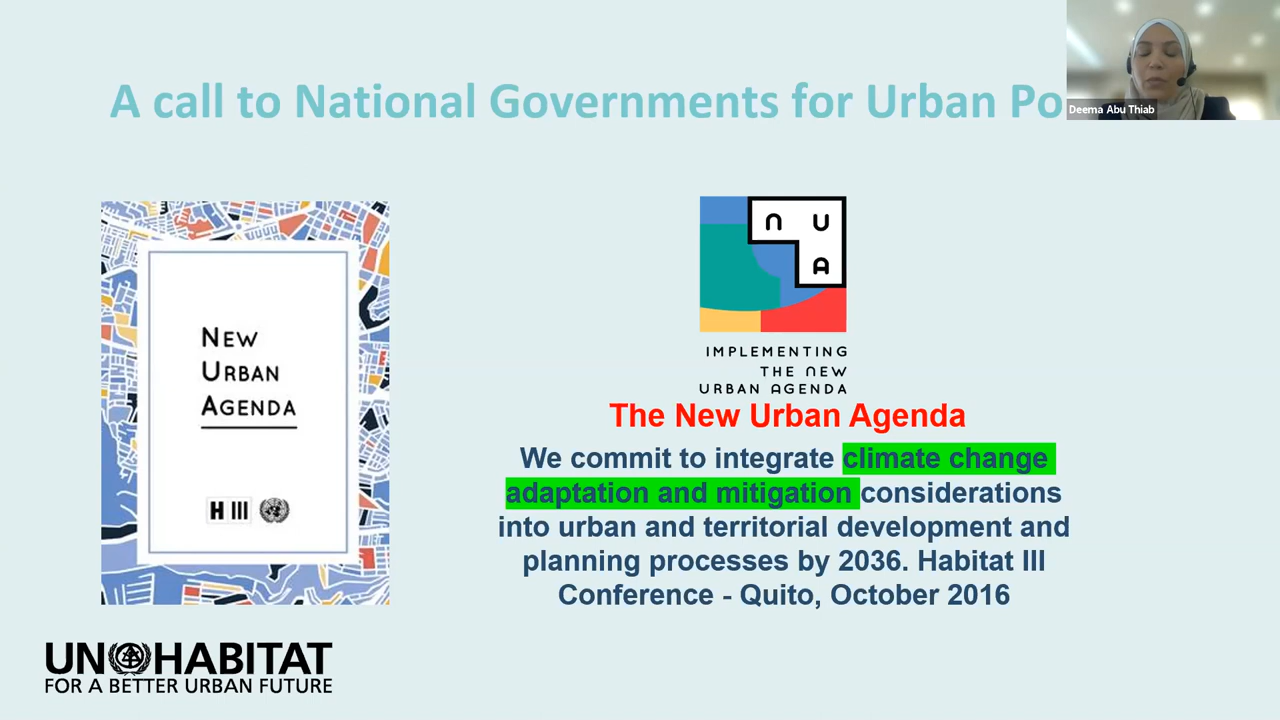 A call to National Governments for Urban Po
Deema Abu Thiab
NEW
URBAN
AGENDA
H III
N U
A
IMPLEMENTING
THE NEW
URBAN AGENDA
The New Urban Agenda
We commit to integrate climate change
adaptation and mitigation considerations
into urban and territorial development and
planning processes by 2036. Habitat III
Conference - Quito, October 2016
UN HABITAT
FOR A BETTER URBAN FUTURE